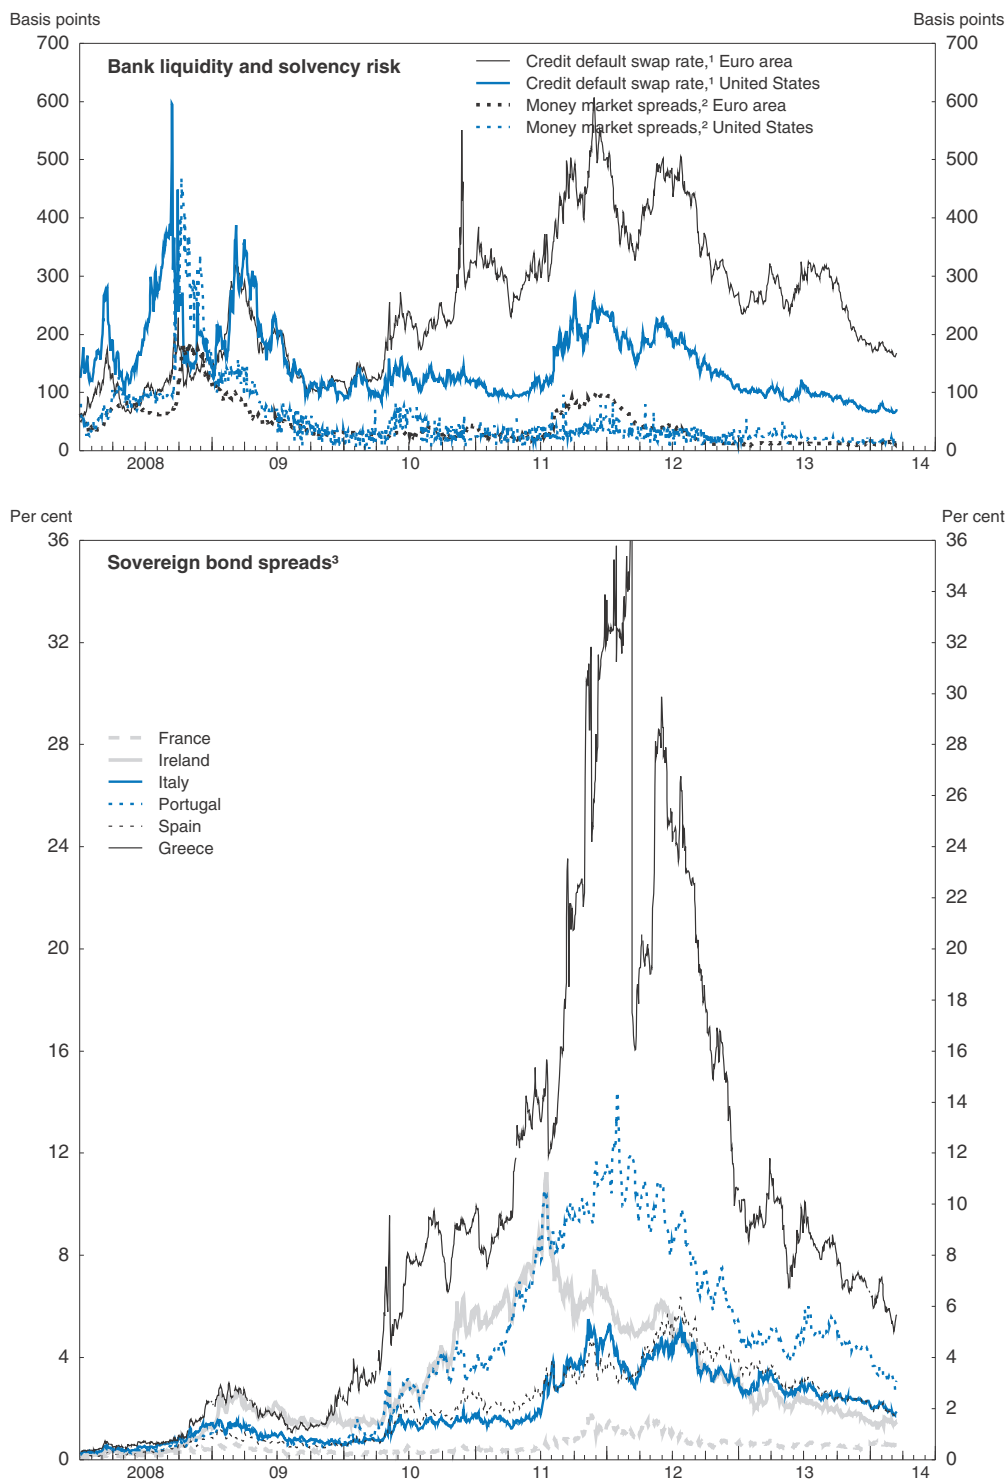 Basis points Basis points
700 700
Bank liquidity and solvency risk
Credit default swap rate,¹ Euro area
Credit default swap rate,¹ United States
600 600
Money market spreads,² Euro area
Money market spreads,² United States
500 500
400 400
300 300
200 200
100 100
0 0
2008 09 10 11 12 13 14
Per cent Per cent
36 36
Sovereign bond spreads³
34
32 32
30
France
28 28
Ireland
Italy
26
Portugal
Spain
24 24
Greece
22
20 20
18
16 16
14
12 12
10
8 8
6
4 4
2
0 0
2008 09 10 11 12 13 14